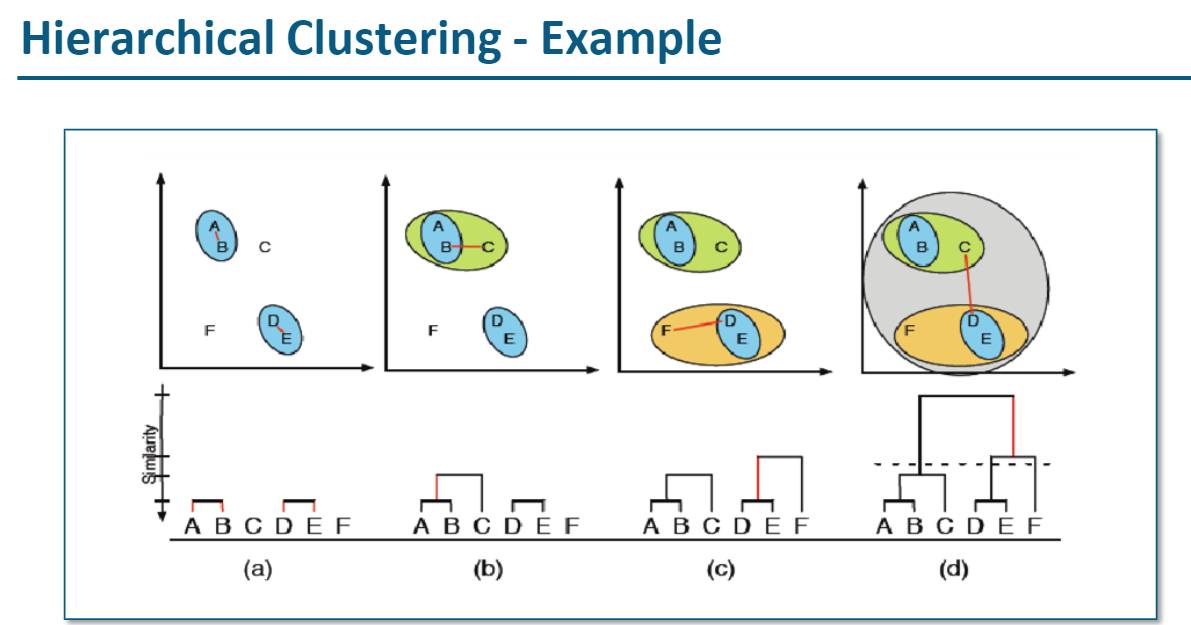 Hierarchical Clustering - Example
A
B
C
F
D
E
A
B
C
F
D
E
A
B
C
F
D
E
A
B
C
F
D
E
Similarity
A B C D E F
A B C D E F
A B C D E F
A B C D E F
(a)
(b)
(c)
(d)